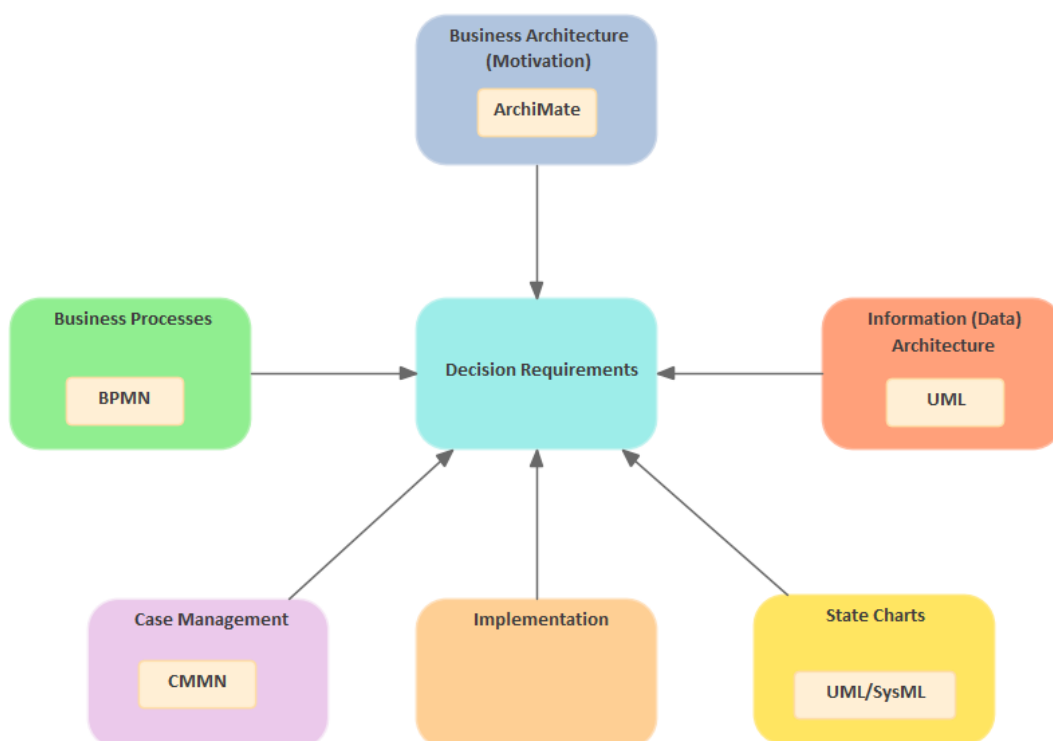 Business Architecture
(Motivation)
ArchiMate
Business Processes
BPMN
Decision Requirements
Information (Data)
Architecture
UML
Case Management
CMMN
Implementation
State Charts
UML/SysML